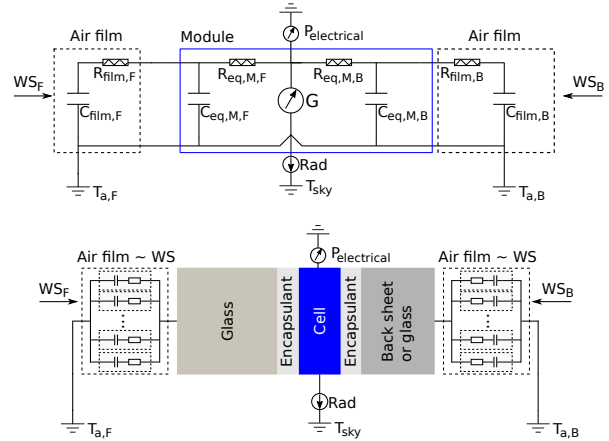 P_electrical
Air film
Module
Air film
WS_F
R_film,F
R_eq,M,F
R_eq,M,B
R_film,B
WS_B
C_film,F
C_eq,M,F
G
C_eq,M,B
C_film,B
Rad
T_a,F
T_sky
T_a,B
P_electrical
Air film ~ WS
Air film ~ WS
WS_F
Glass
Encapsulant
Cell
Encapsulant
Back sheet
or glass
WS_B
Rad
T_a,F
T_sky
T_a,B